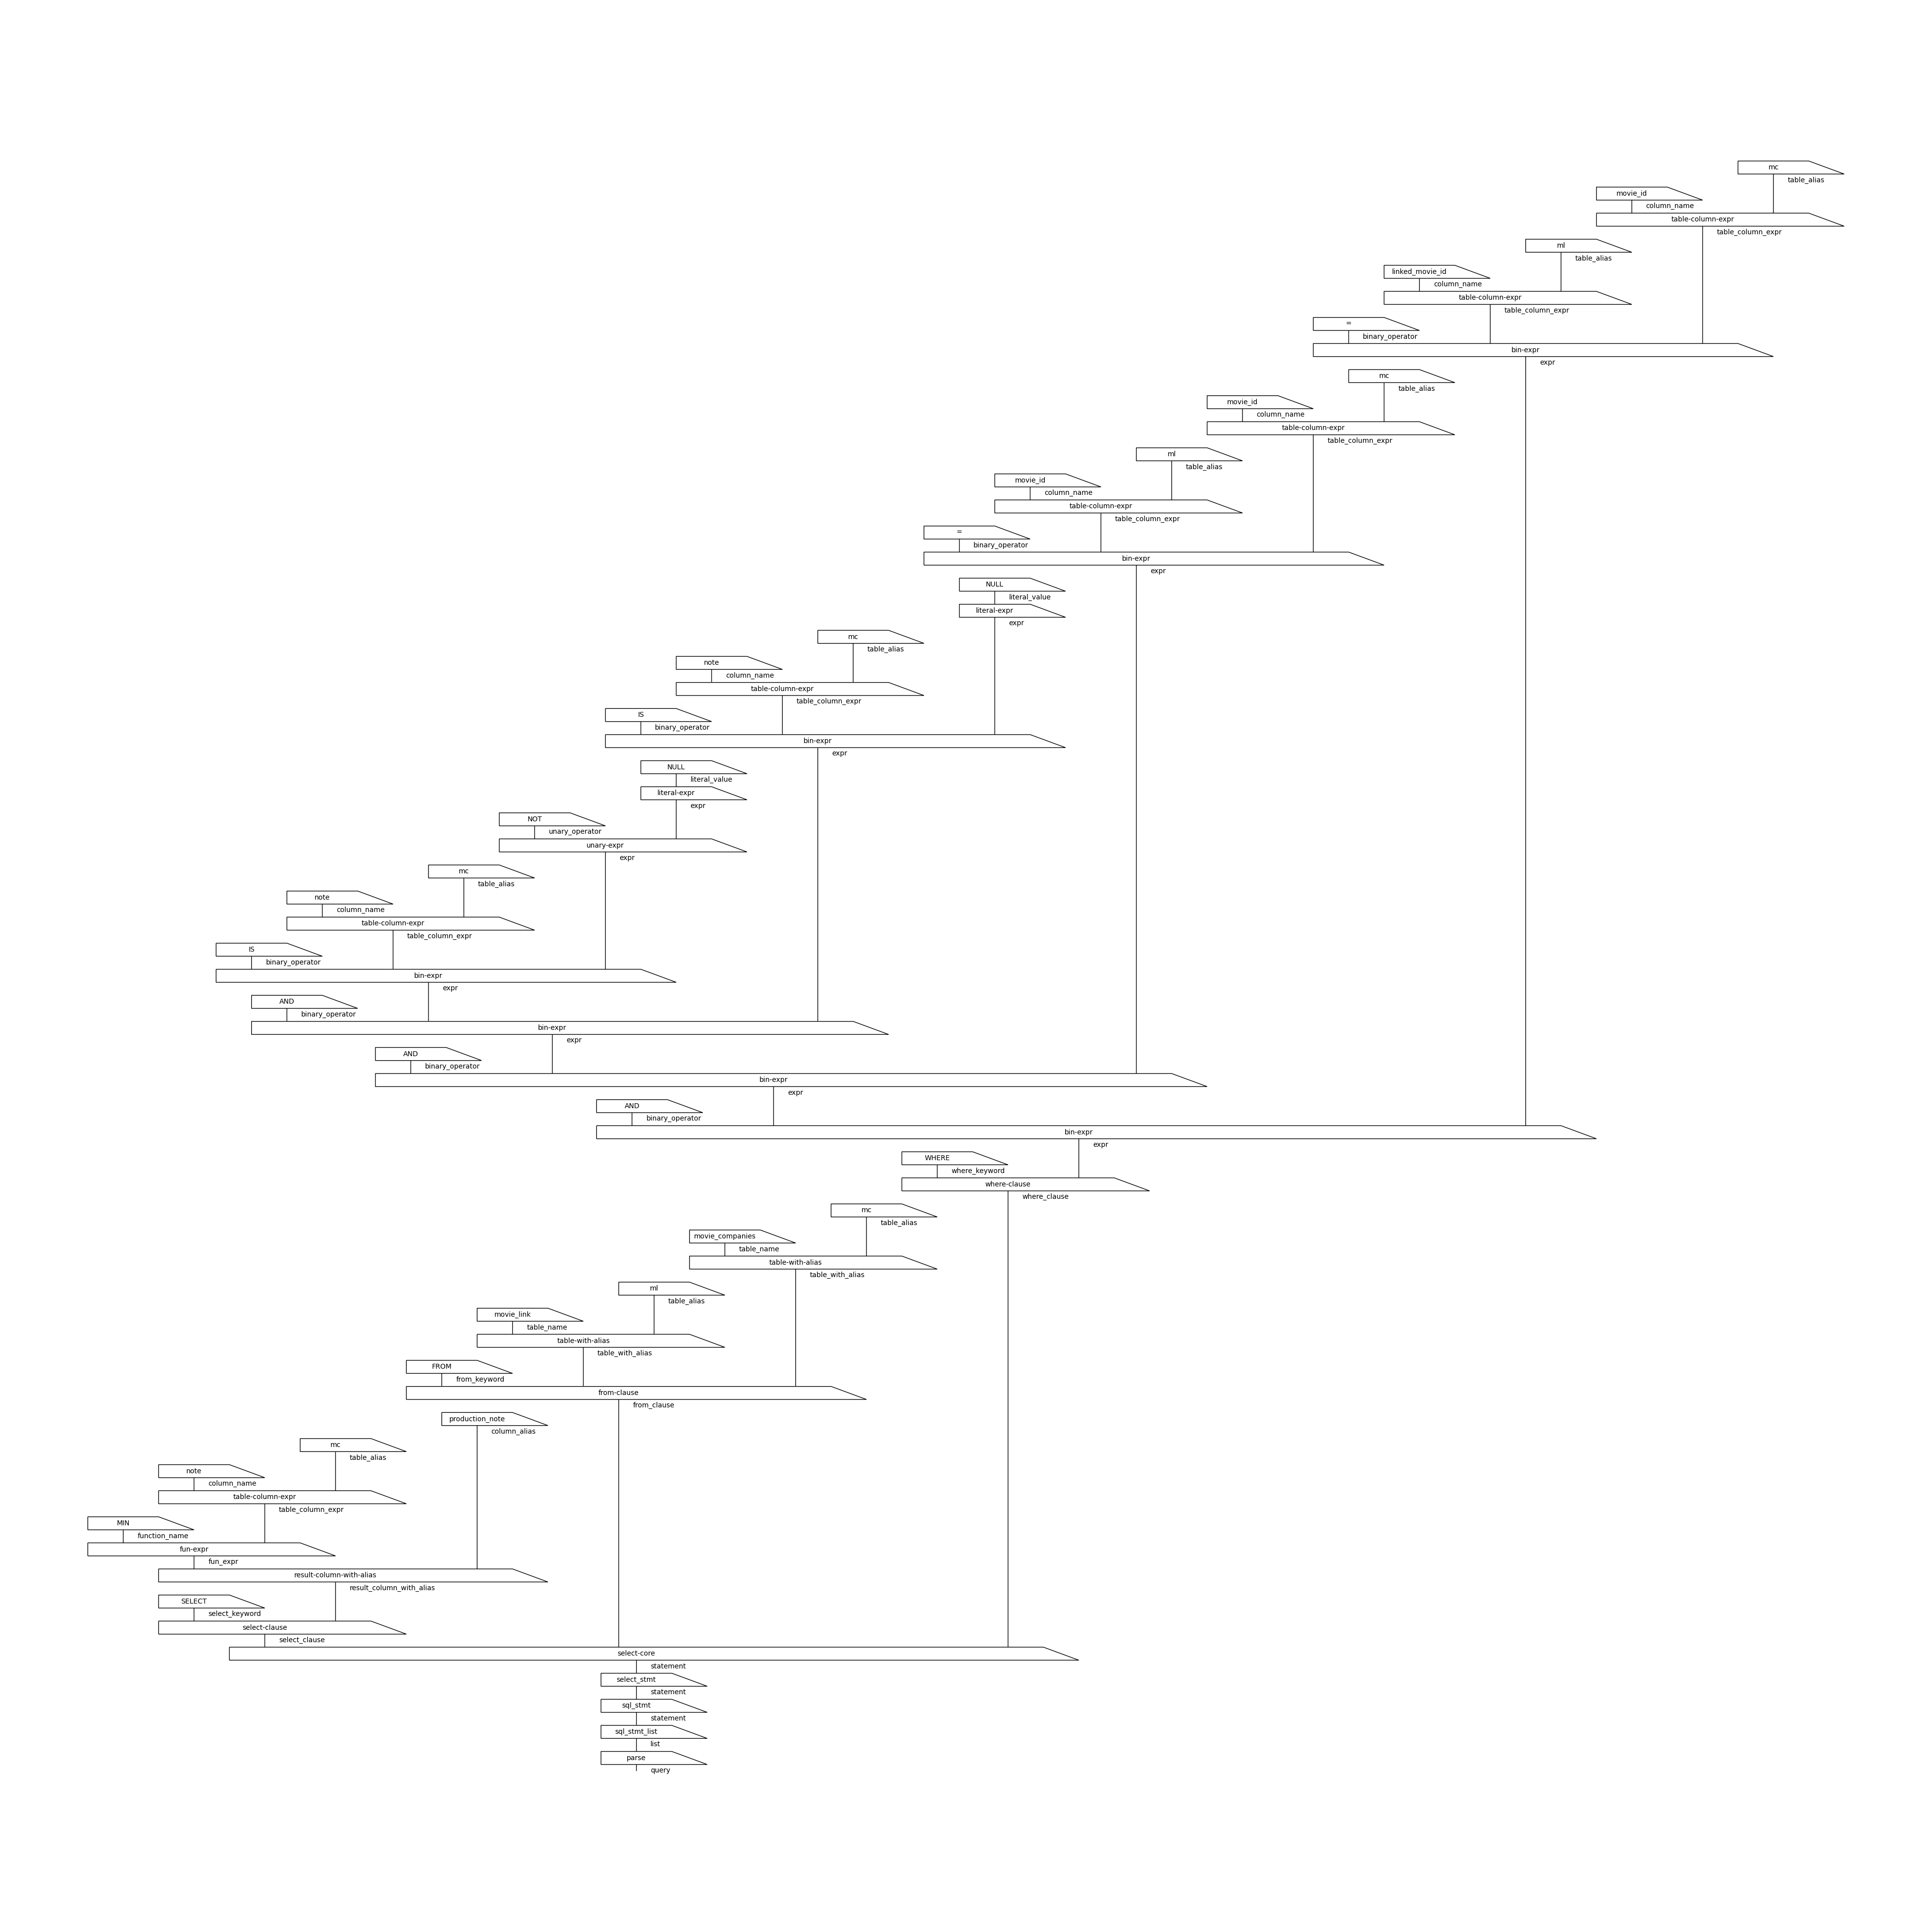 mc
table_alias
movie_id
column_name
table-column-expr
table_column_expr
ml
table_alias
linked_movie_id
column_name
table-column-expr
table_column_expr
=
binary_operator
bin-expr
expr
mc
table_alias
movie_id
column_name
table-column-expr
table_column_expr
ml
table_alias
movie_id
column_name
table-column-expr
table_column_expr
=
binary_operator
bin-expr
expr
NULL
literal_value
literal-expr
expr
mc
table_alias
note
column_name
table-column-expr
table_column_expr
IS
binary_operator
bin-expr
expr
NULL
literal_value
literal-expr
expr
NOT
unary_operator
unary-expr
expr
mc
table_alias
note
column_name
table-column-expr
table_column_expr
IS
binary_operator
bin-expr
expr
AND
binary_operator
bin-expr
expr
AND
binary_operator
bin-expr
expr
AND
binary_operator
bin-expr
expr
WHERE
where_keyword
where-clause
where_clause
mc
table_alias
movie_companies
table_name
table-with-alias
table_with_alias
ml
table_alias
movie_link
table_name
table-with-alias
table_with_alias
FROM
from_keyword
from-clause
from_clause
production_note
column_alias
mc
table_alias
note
column_name
table-column-expr
table_column_expr
MIN
function_name
fun-expr
fun_expr
result-column-with-alias
result_column_with_alias
SELECT
select_keyword
select-clause
select_clause
select-core
statement
select_stmt
statement
sql_stmt
statement
sql_stmt_list
list
parse
query